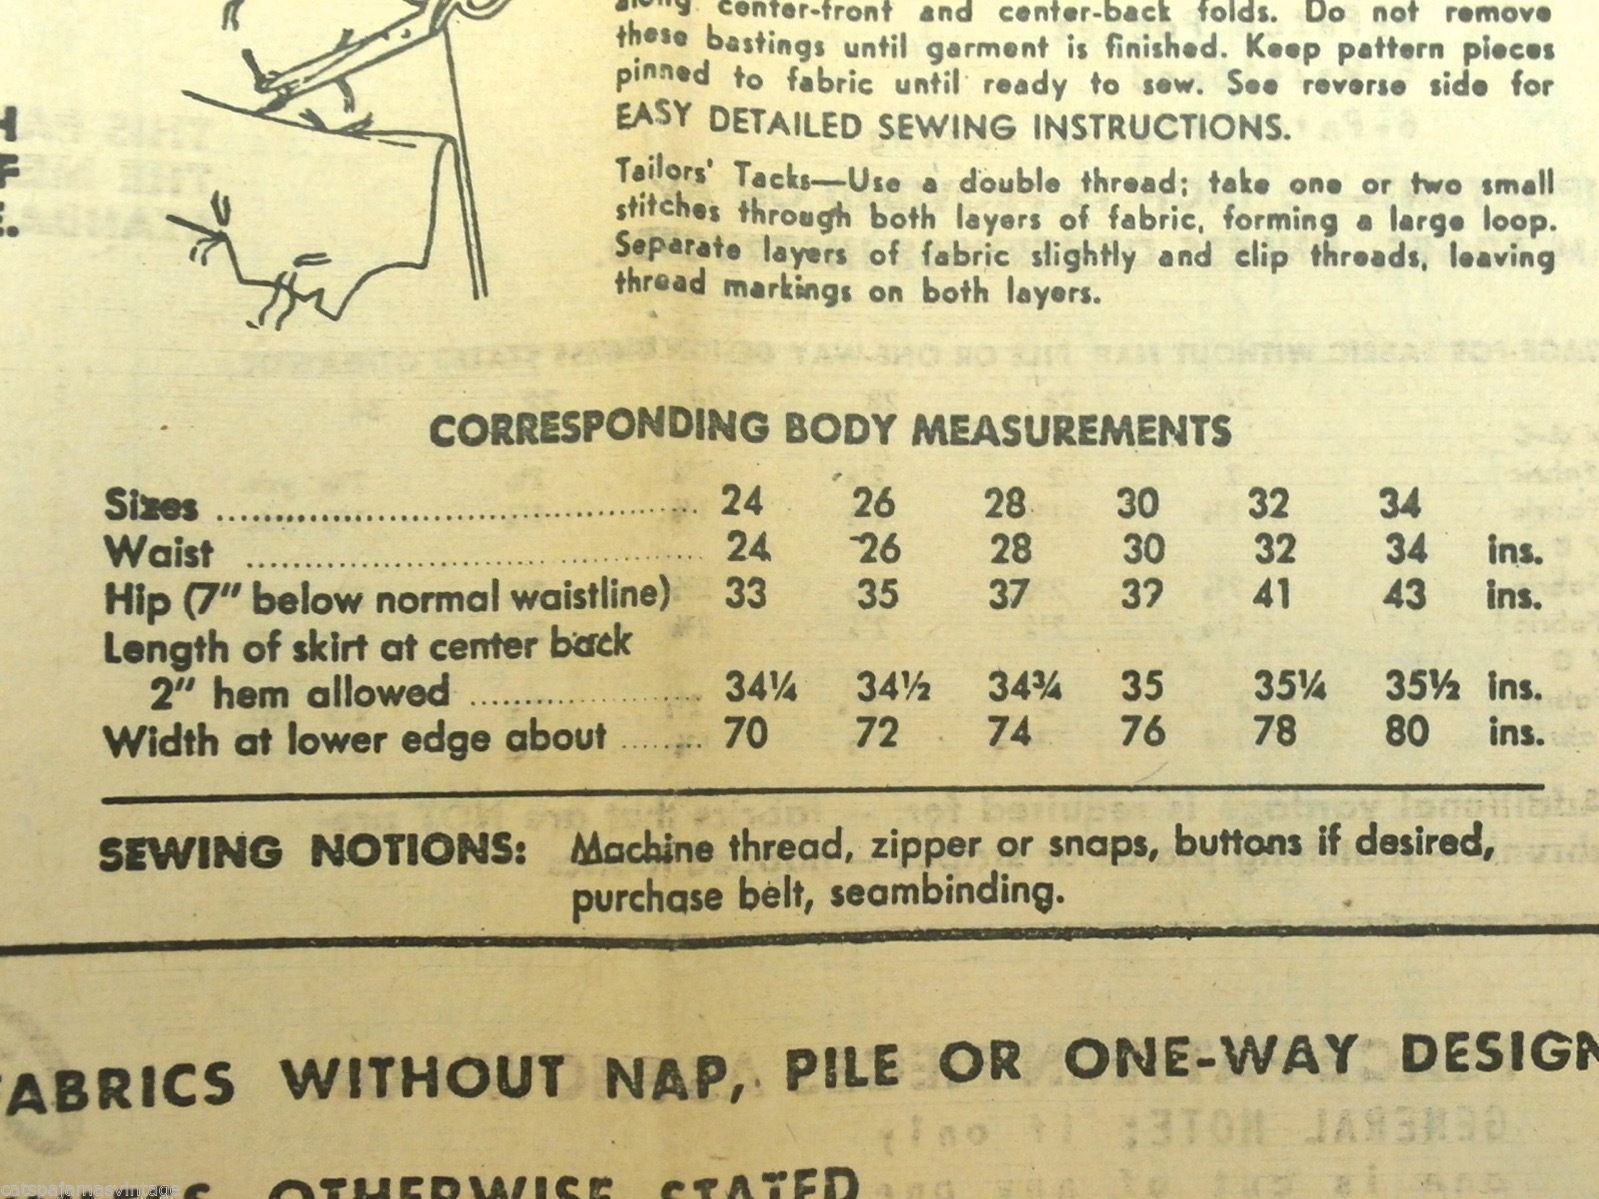 along center-front and center-back folds. Do not remove
these bastings until garment is finished. Keep pattern pieces
pinned to fabric until ready to sew. See reverse side for
EASY DETAILED SEWING INSTRUCTIONS.
Tailors' Tacks—Use a double thread; take one or two small
stitches through both layers of fabric, forming a large loop.
Separate layers of fabric slightly and clip threads, leaving
thread markings on both layers.
CORRESPONDING BODY MEASUREMENTS
Sizes ........ 24 26 28 30 32 34
Waist ........ 24 26 28 30 32 34 ins.
Hip (7" below normal waistline) 33 35 37 39 41 43 ins.
Length of skirt at center back
2" hem allowed ........ 34¼ 34½ 34¾ 35 35¼ 35½ ins.
Width at lower edge about ........ 70 72 74 76 78 80 ins.
SEWING NOTIONS: Machine thread, zipper or snaps, buttons if desired,
purchase belt, seambinding.
FABRICS WITHOUT NAP, PILE OR ONE-WAY DESIGN
OTHERWISE STATED
catspajamasvintage